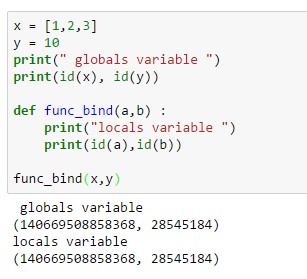 x = [1,2,3]
y = 10
print(" globals variable ")
print(id(x), id(y))
def func_bind(a,b) :
    print("locals variable ")
    print(id(a),id(b))
func_bind(x,y)
 globals variable
(140669508858368, 28545184)
locals variable
(140669508858368, 28545184)